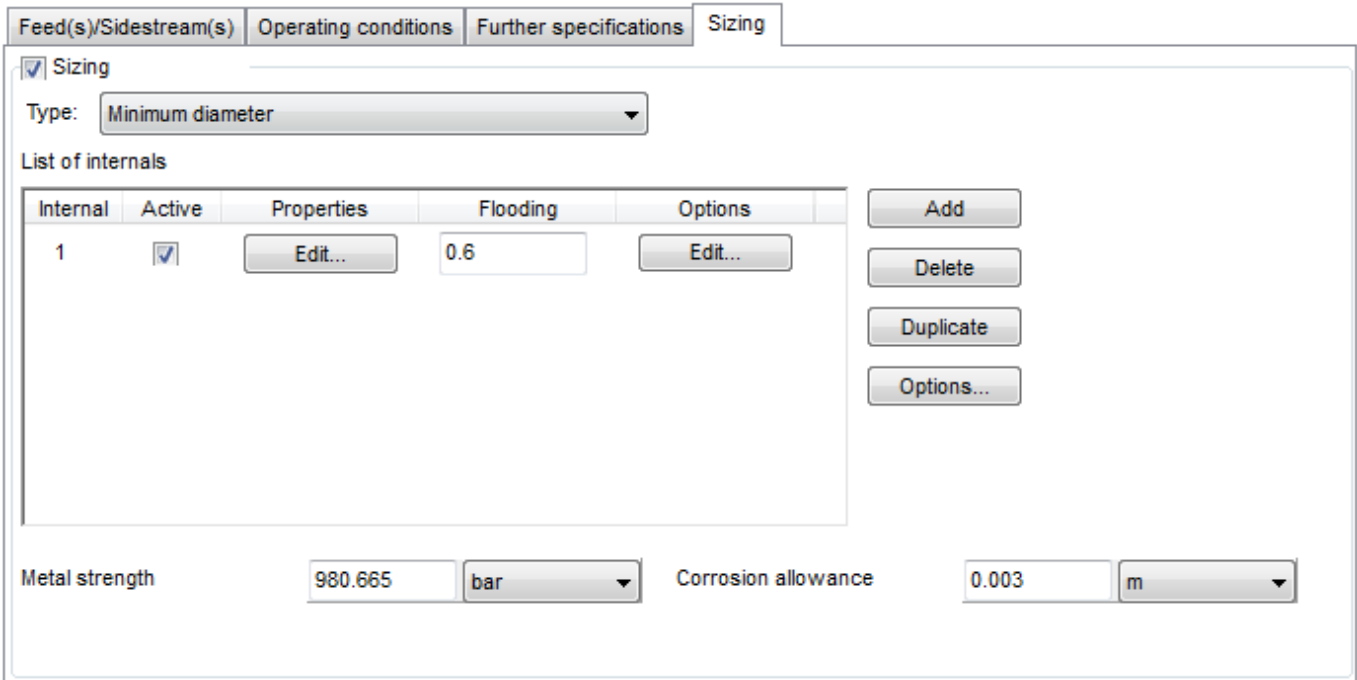 Feed(s)/Sidestream(s) Operating conditions Further specifications Sizing
Sizing
Type: Minimum diameter
List of internals
Internal Active Properties Flooding Options
1 Edit... 0.6 Edit...
Add
Delete
Duplicate
Options...
Metal strength 980.665 bar Corrosion allowance 0.003 m